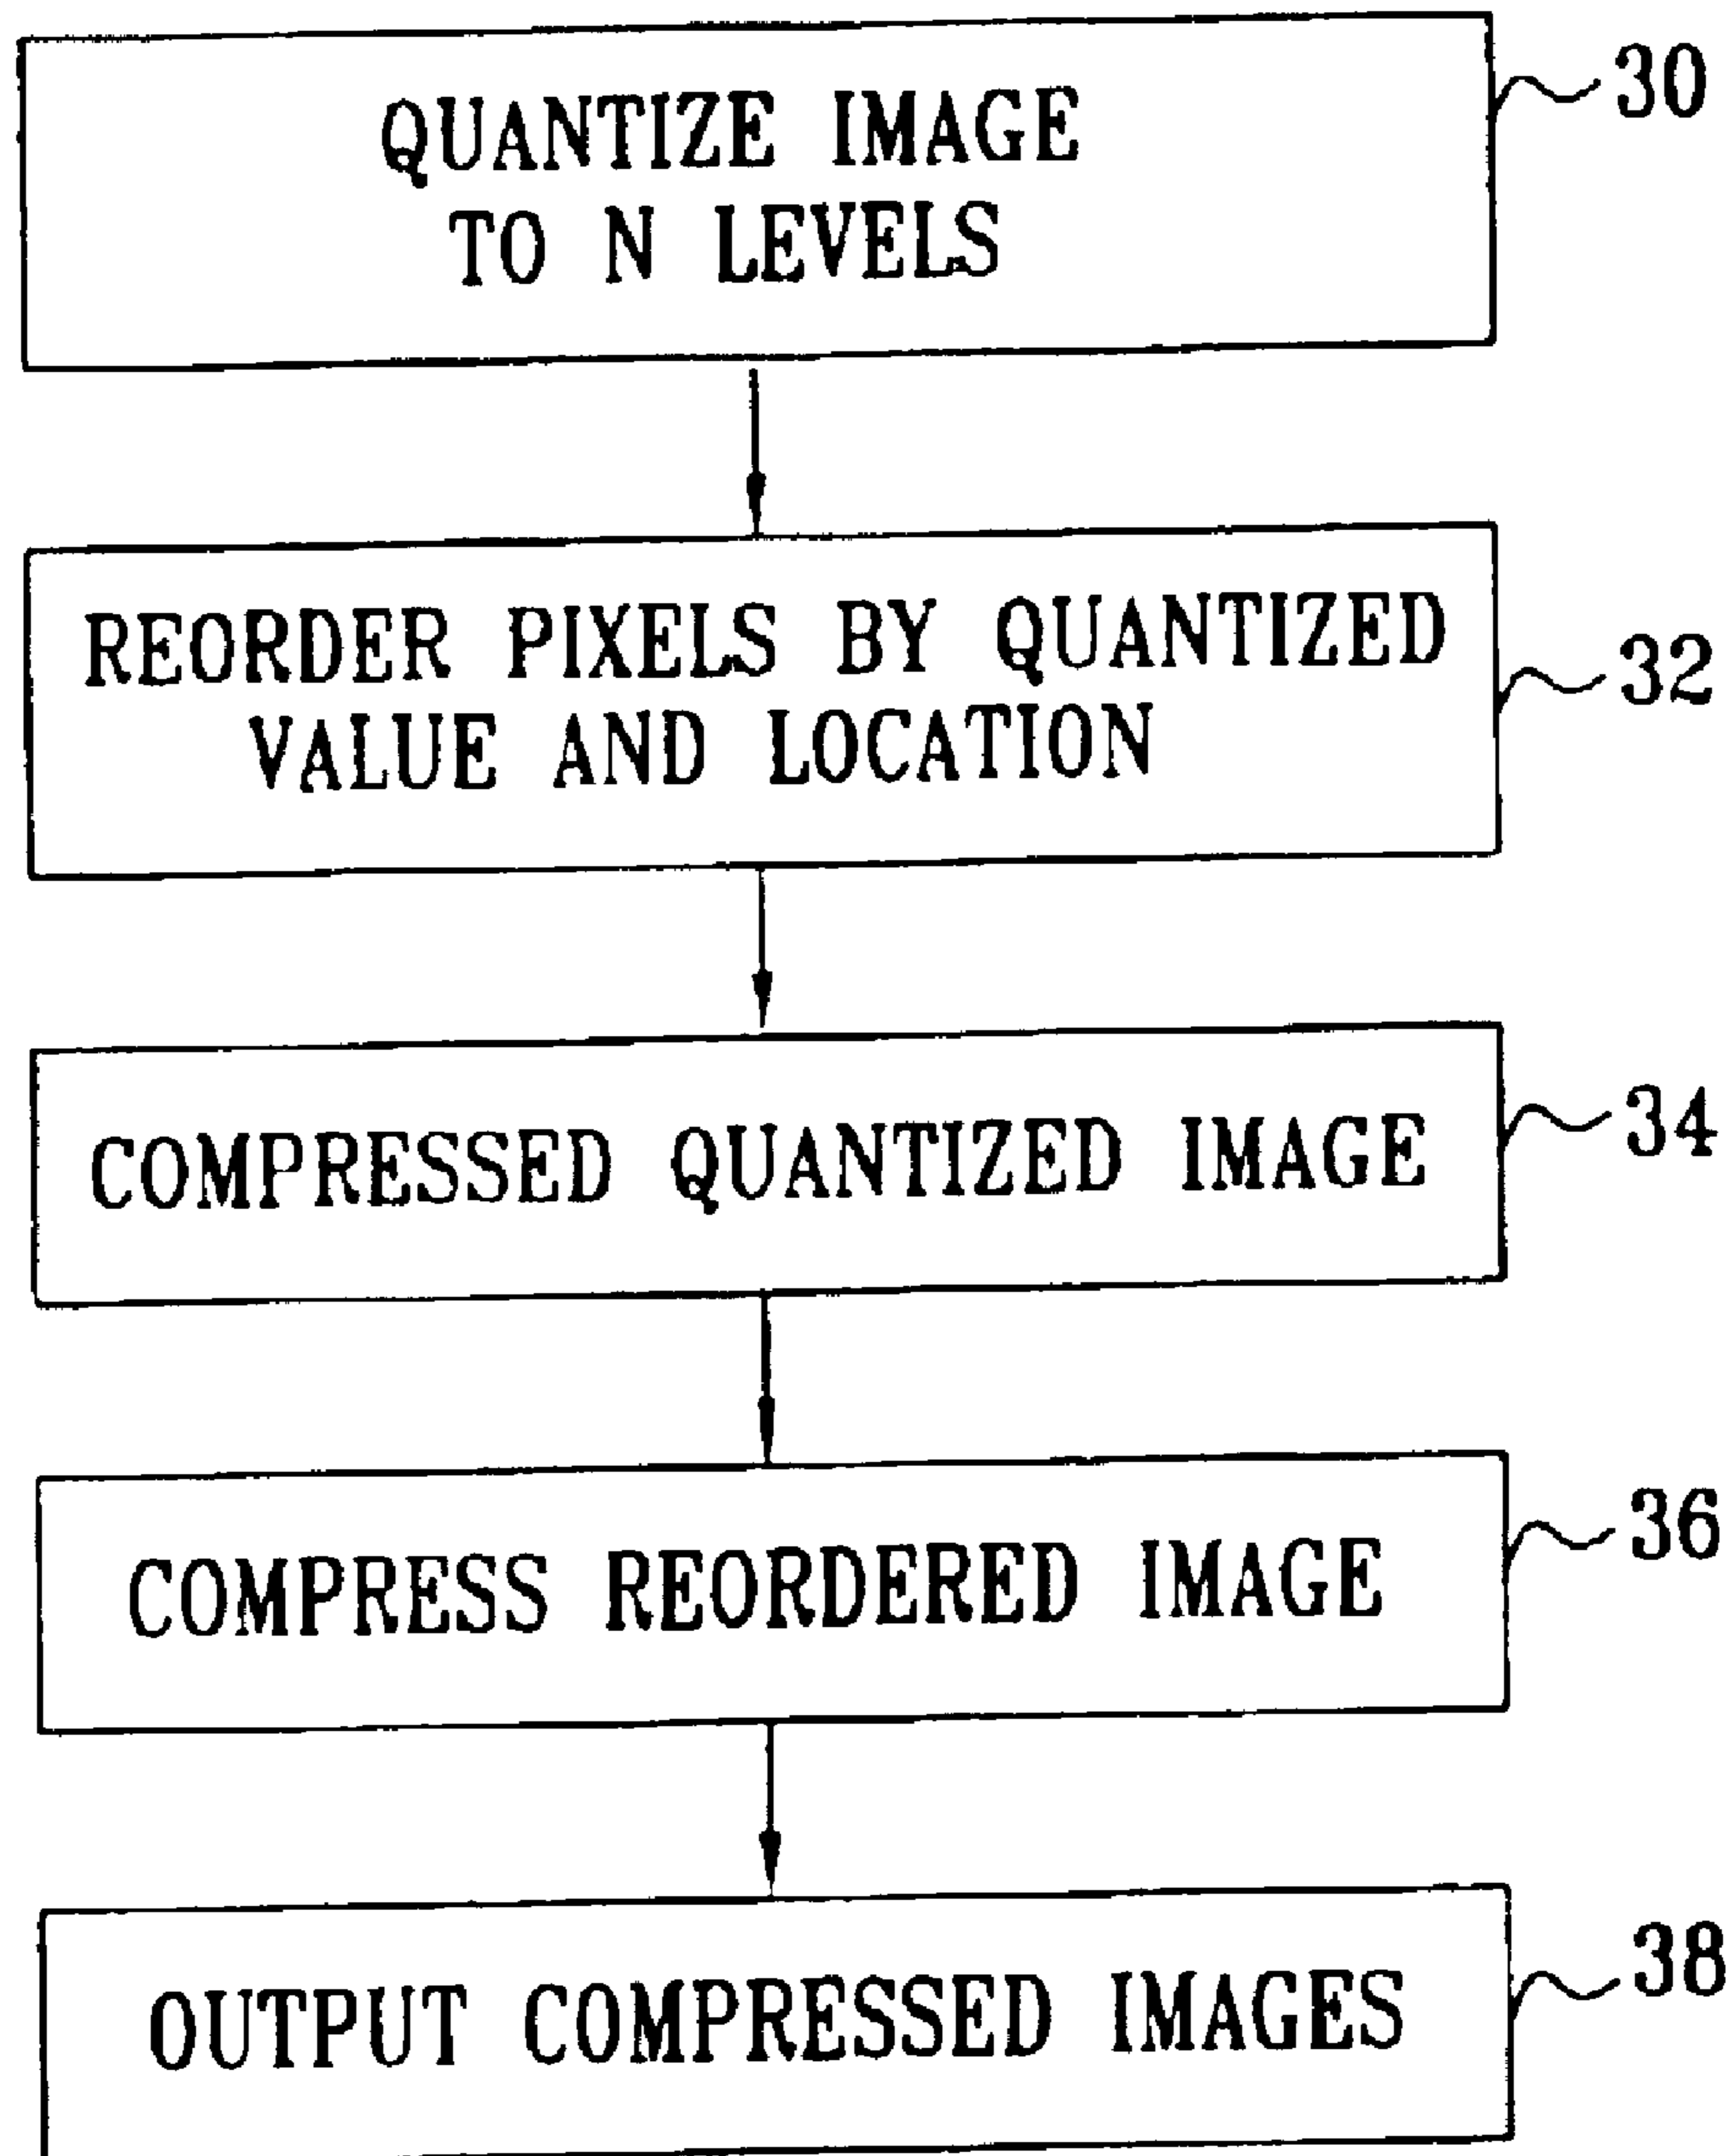 QUANTIZE IMAGE
TO N LEVELS
30
REORDER PIXELS BY QUANTIZED
VALUE AND LOCATION
32
COMPRESSED QUANTIZED IMAGE
34
COMPRESS REORDERED IMAGE
36
OUTPUT COMPRESSED IMAGES
38